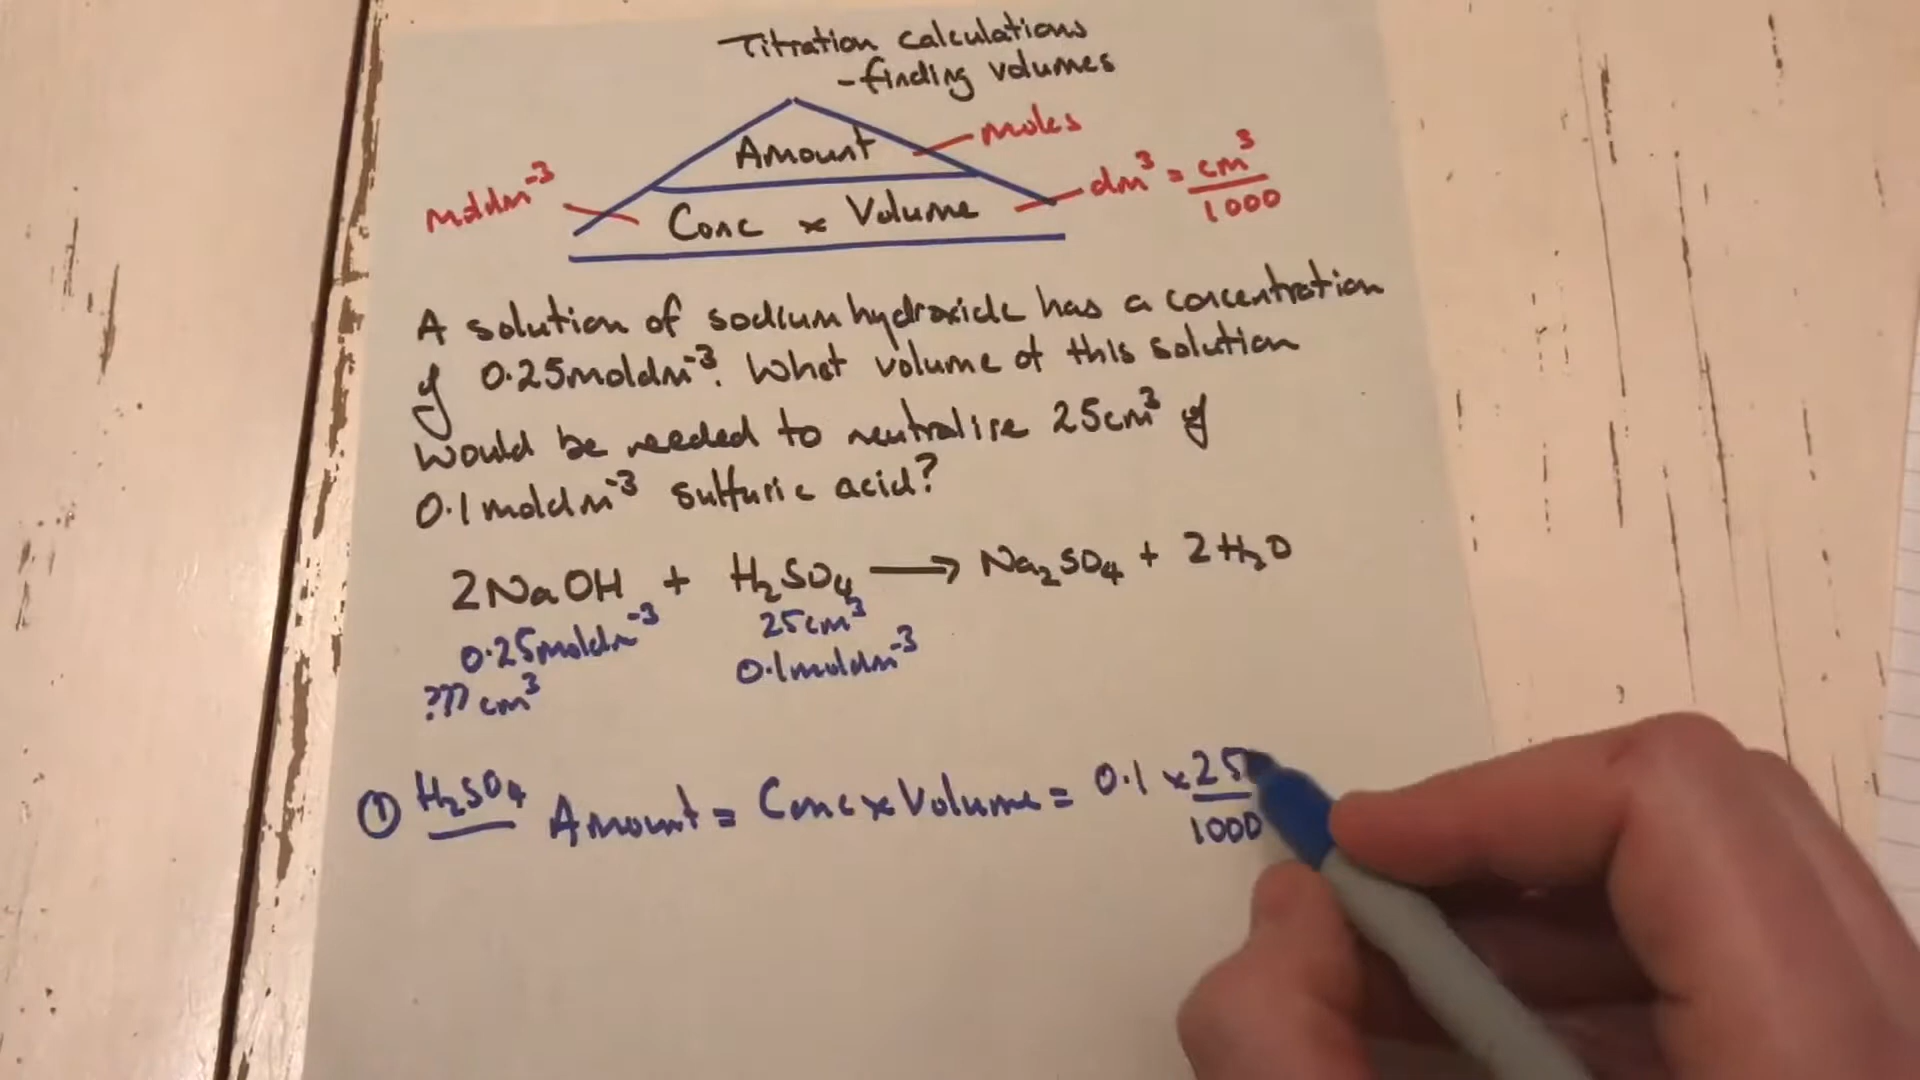 Titration calculations
- finding volumes
Amount
moles
moldm⁻³
Conc × Volume
dm³ = cm³
1000
A solution of sodium hydroxide has a concentration
of 0.25moldm⁻³. What volume of this solution
would be needed to neutralise 25cm³ of
0.1moldm⁻³ sulfuric acid?
2NaOH + H₂SO₄ → Na₂SO₄ + 2H₂O
0.25moldm⁻³
25cm³
???cm³
0.1moldm⁻³
① H₂SO₄ Amount = Conc × Volume = 0.1 × 25
1000